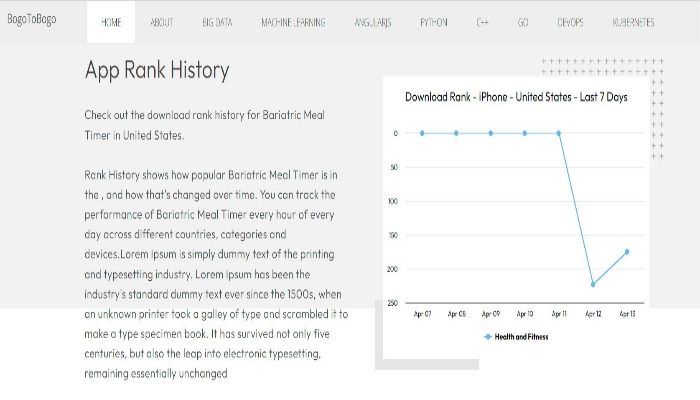 BogoToBogo
HOME
ABOUT
BIG DATA
MACHINE LEARNING
ANGULARJS
PYTHON
C++
GO
DEVOPS
KUBERNETES
App Rank History
Check out the download rank history for Bariatric Meal
Timer in United States.
Rank History shows how popular Bariatric Meal Timer is in
the , and how that's changed over time. You can track the
performance of Bariatric Meal Timer every hour of every
day across different countries, categories and
devices.Lorem Ipsum is simply dummy text of the printing
and typesetting industry. Lorem Ipsum has been the
industry's standard dummy text ever since the 1500s, when
an unknown printer took a galley of type and scrambled it to
make a type specimen book. It has survived not only five
centuries, but also the leap into electronic typesetting,
remaining essentially unchanged
Download Rank - iPhone - United States - Last 7 Days
0
50
100
150
200
250
Apr 07
Apr 08
Apr 09
Apr 10
Apr 11
Apr 12
Apr 13
Health and Fitness